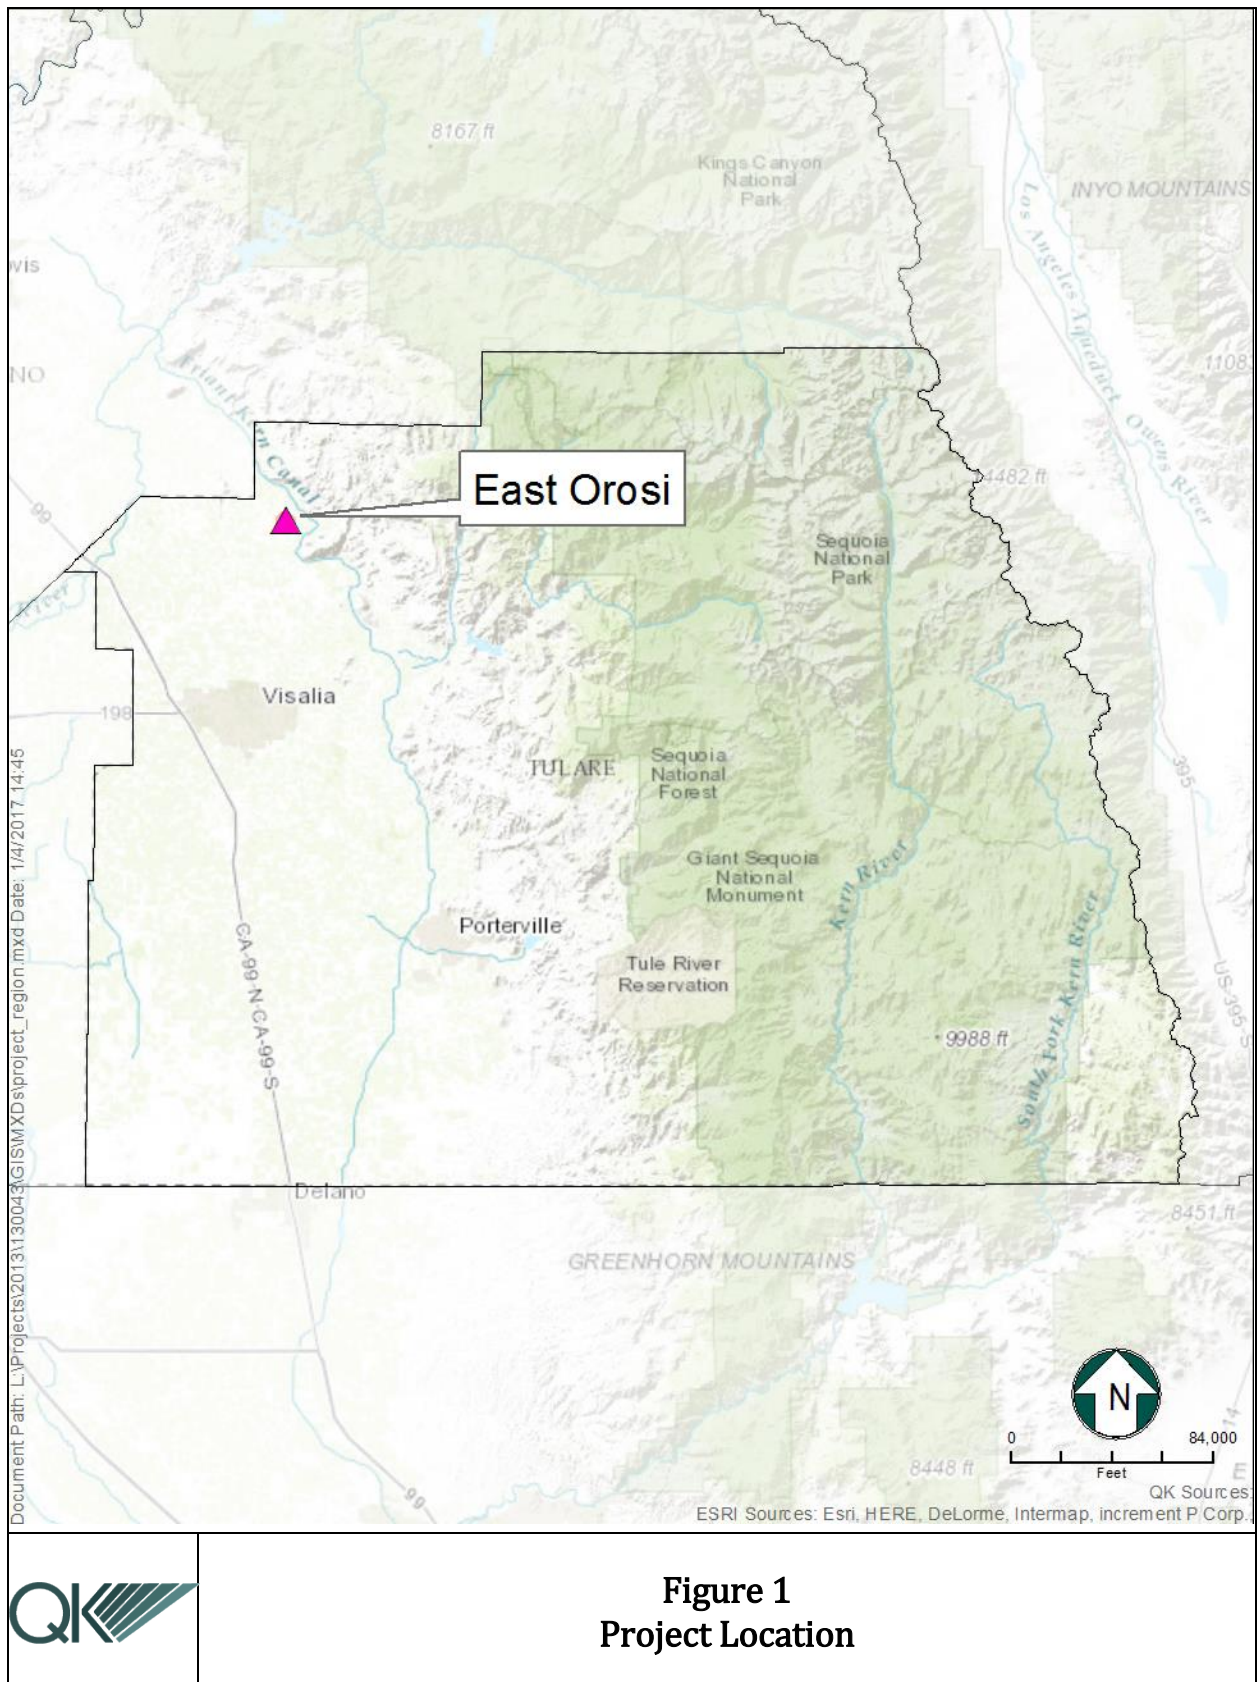 8167 ft
Kings Canyon
National
Park
INYO MOUNTAINS
Los Angeles Aqueduct
vis
NO
Friant Kern Canal
1108
Owens River
4482 ft
East Orosi
99
Sequoia
National
Park
River
Visalia
198
TULARE
Sequoia
National
Forest
395
Giant Sequoia
National
Monument
Kern River
Porterville
Tule River
Reservation
CA-99-N CA-99-S
South Fork Kern River
US-395
9988 ft
Delano
8451 ft
GREENHORN MOUNTAINS
N
0
84,000
Feet
14
99
8448 ft
E
QK Sources:
ESRI Sources: Esri, HERE, DeLorme, Intermap, increment P Corp.,
Document Path: L:\Projects\2013\130043\GIS\MXDs\project_region.mxd Date: 1/4/2017 14:45
QK
Figure 1
Project Location